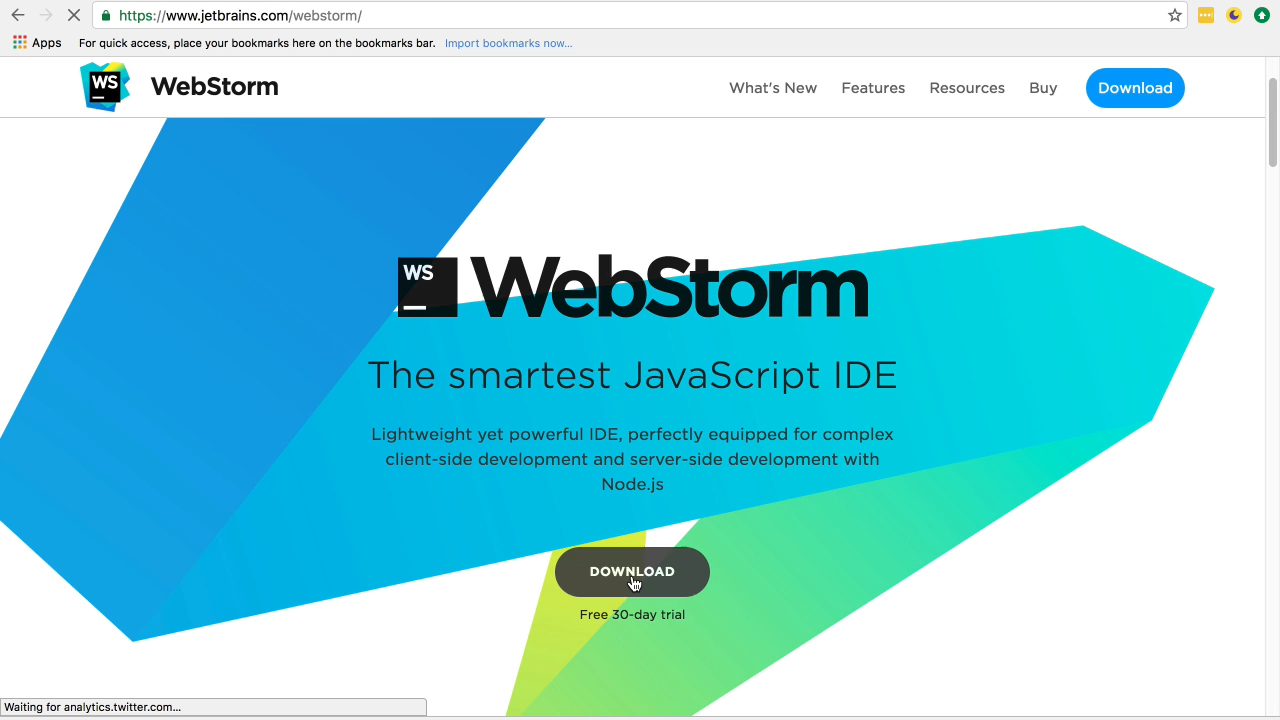 https://www.jetbrains.com/webstorm/
Apps
For quick access, place your bookmarks here on the bookmarks bar.
Import bookmarks now...
WS
WebStorm
What's New
Features
Resources
Buy
Download
WS
WebStorm
The smartest JavaScript IDE
Lightweight yet powerful IDE, perfectly equipped for complex
client-side development and server-side development with
Node.js
DOWNLOAD
Free 30-day trial
Waiting for analytics.twitter.com...